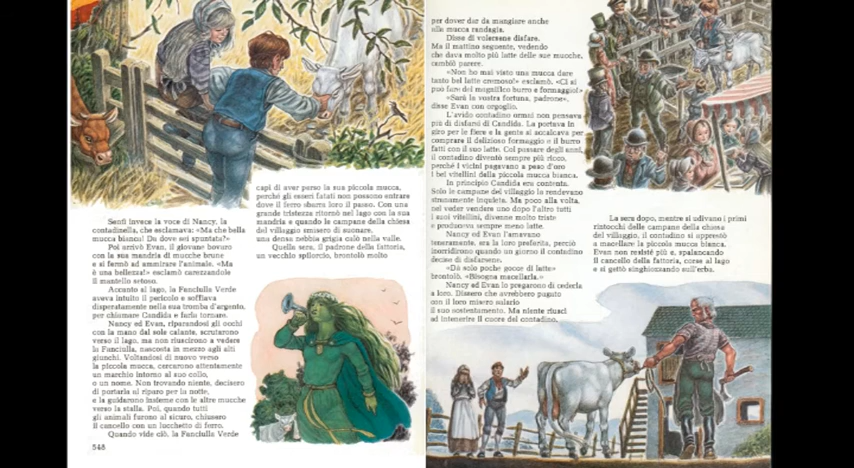 Sentì invece la voce di Nancy, la
contadinella, che esclamava: «Ma che bella
mucca bianca! Da dove sei spuntata?»
Poi arrivò Evan, il giovane bovaro
con la sua mandria di mucche brune
e si fermò ad ammirare l'animale. «Ma
è una bellezza!» esclamò carezzandole
il mantello setoso.
Accanto al lago, la Fanciulla Verde
aveva intuito il pericolo e soffiava
disperatamente nella sua tromba d'argento,
per chiamare Candida e farla tornare.
Nancy ed Evan, riparandosi gli occhi
con la mano dal sole calante, scrutarono
verso il lago, ma non riuscirono a vedere
la Fanciulla, nascosta in mezzo agli alti
giunchi. Voltandosi di nuovo verso
la piccola mucca, cercarono attentamente
un marchio intorno al suo collo,
o un nome. Non trovando niente, decisero
di portarla al riparo per la notte,
e la guidarono insieme con le altre mucche
verso la stalla. Poi, quando tutti
gli animali furono al sicuro, chiusero
il cancello con un lucchetto di ferro.
Quando vide ciò, la Fanciulla Verde
548
capì di aver perso la sua piccola mucca,
perché gli esseri fatati non possono entrare
dove il ferro sbarra loro il passo. Con una
grande tristezza ritornò nel lago con la sua
mandria e quando le campane della chiesa
del villaggio smisero di suonare,
una densa nebbia grigia calò nella valle.
Quella sera, il padrone della fattoria,
un vecchio spilorcio, brontolò molto
per dover dar da mangiare anche
alla mucca randagia.
Disse di volersene disfare.
Ma il mattino seguente, vedendo
che dava molto più latte delle sue mucche,
cambiò parere.
«Non ho mai visto una mucca dare
tanto bel latte cremoso!» esclamò. «Ci si
può fare del magnifico burro e formaggio!»
«Sarà la vostra fortuna, padrone»,
disse Evan con orgoglio.
L'avido contadino ormai non pensava
più di disfarsi di Candida. La portava in
giro per le fiere e la gente si accalcava per
comprare il delizioso formaggio e il burro
fatti con il suo latte. Col passare degli anni,
il contadino diventò sempre più ricco,
perché i vicini pagavano a peso d'oro
i bei vitellini della piccola mucca bianca.
In principio Candida era contenta.
Solo le campane del villaggio la rendevano
stranamente inquieta. Ma poco alla volta,
nel veder vendere uno dopo l'altro tutti
i suoi vitellini, divenne molto triste
e produceva sempre meno latte.
Nancy ed Evan l'amavano
teneramente, era la loro preferita, perciò
inorridirono quando un giorno il contadino
decise di disfarsene.
«Dà solo poche gocce di latte»
brontolò. «Bisogna macellarla.»
Nancy ed Evan lo pregarono di cederla
a loro. Dissero che avrebbero pagato
con il loro misero salario
il suo sostentamento. Ma niente riuscì
ad intenerire il cuore del contadino.
La sera dopo, mentre si udivano i primi
rintocchi delle campane della chiesa
del villaggio, il contadino si apprestò
a macellare la piccola mucca bianca.
Evan non resisté più e, spalancando
il cancello della fattoria, corse al lago
e si gettò singhiozzando sull'erba.